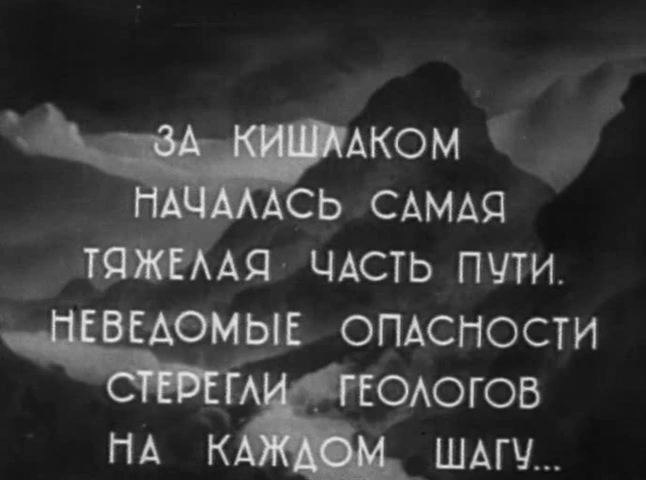 ЗА КИШЛАКОМ
НАЧАЛАСЬ САМАЯ
ТЯЖЕЛАЯ ЧАСТЬ ПУТИ.
НЕВЕДОМЫЕ ОПАСНОСТИ
СТЕРЕГЛИ ГЕОЛОГОВ
НА КАЖДОМ ШАГУ...